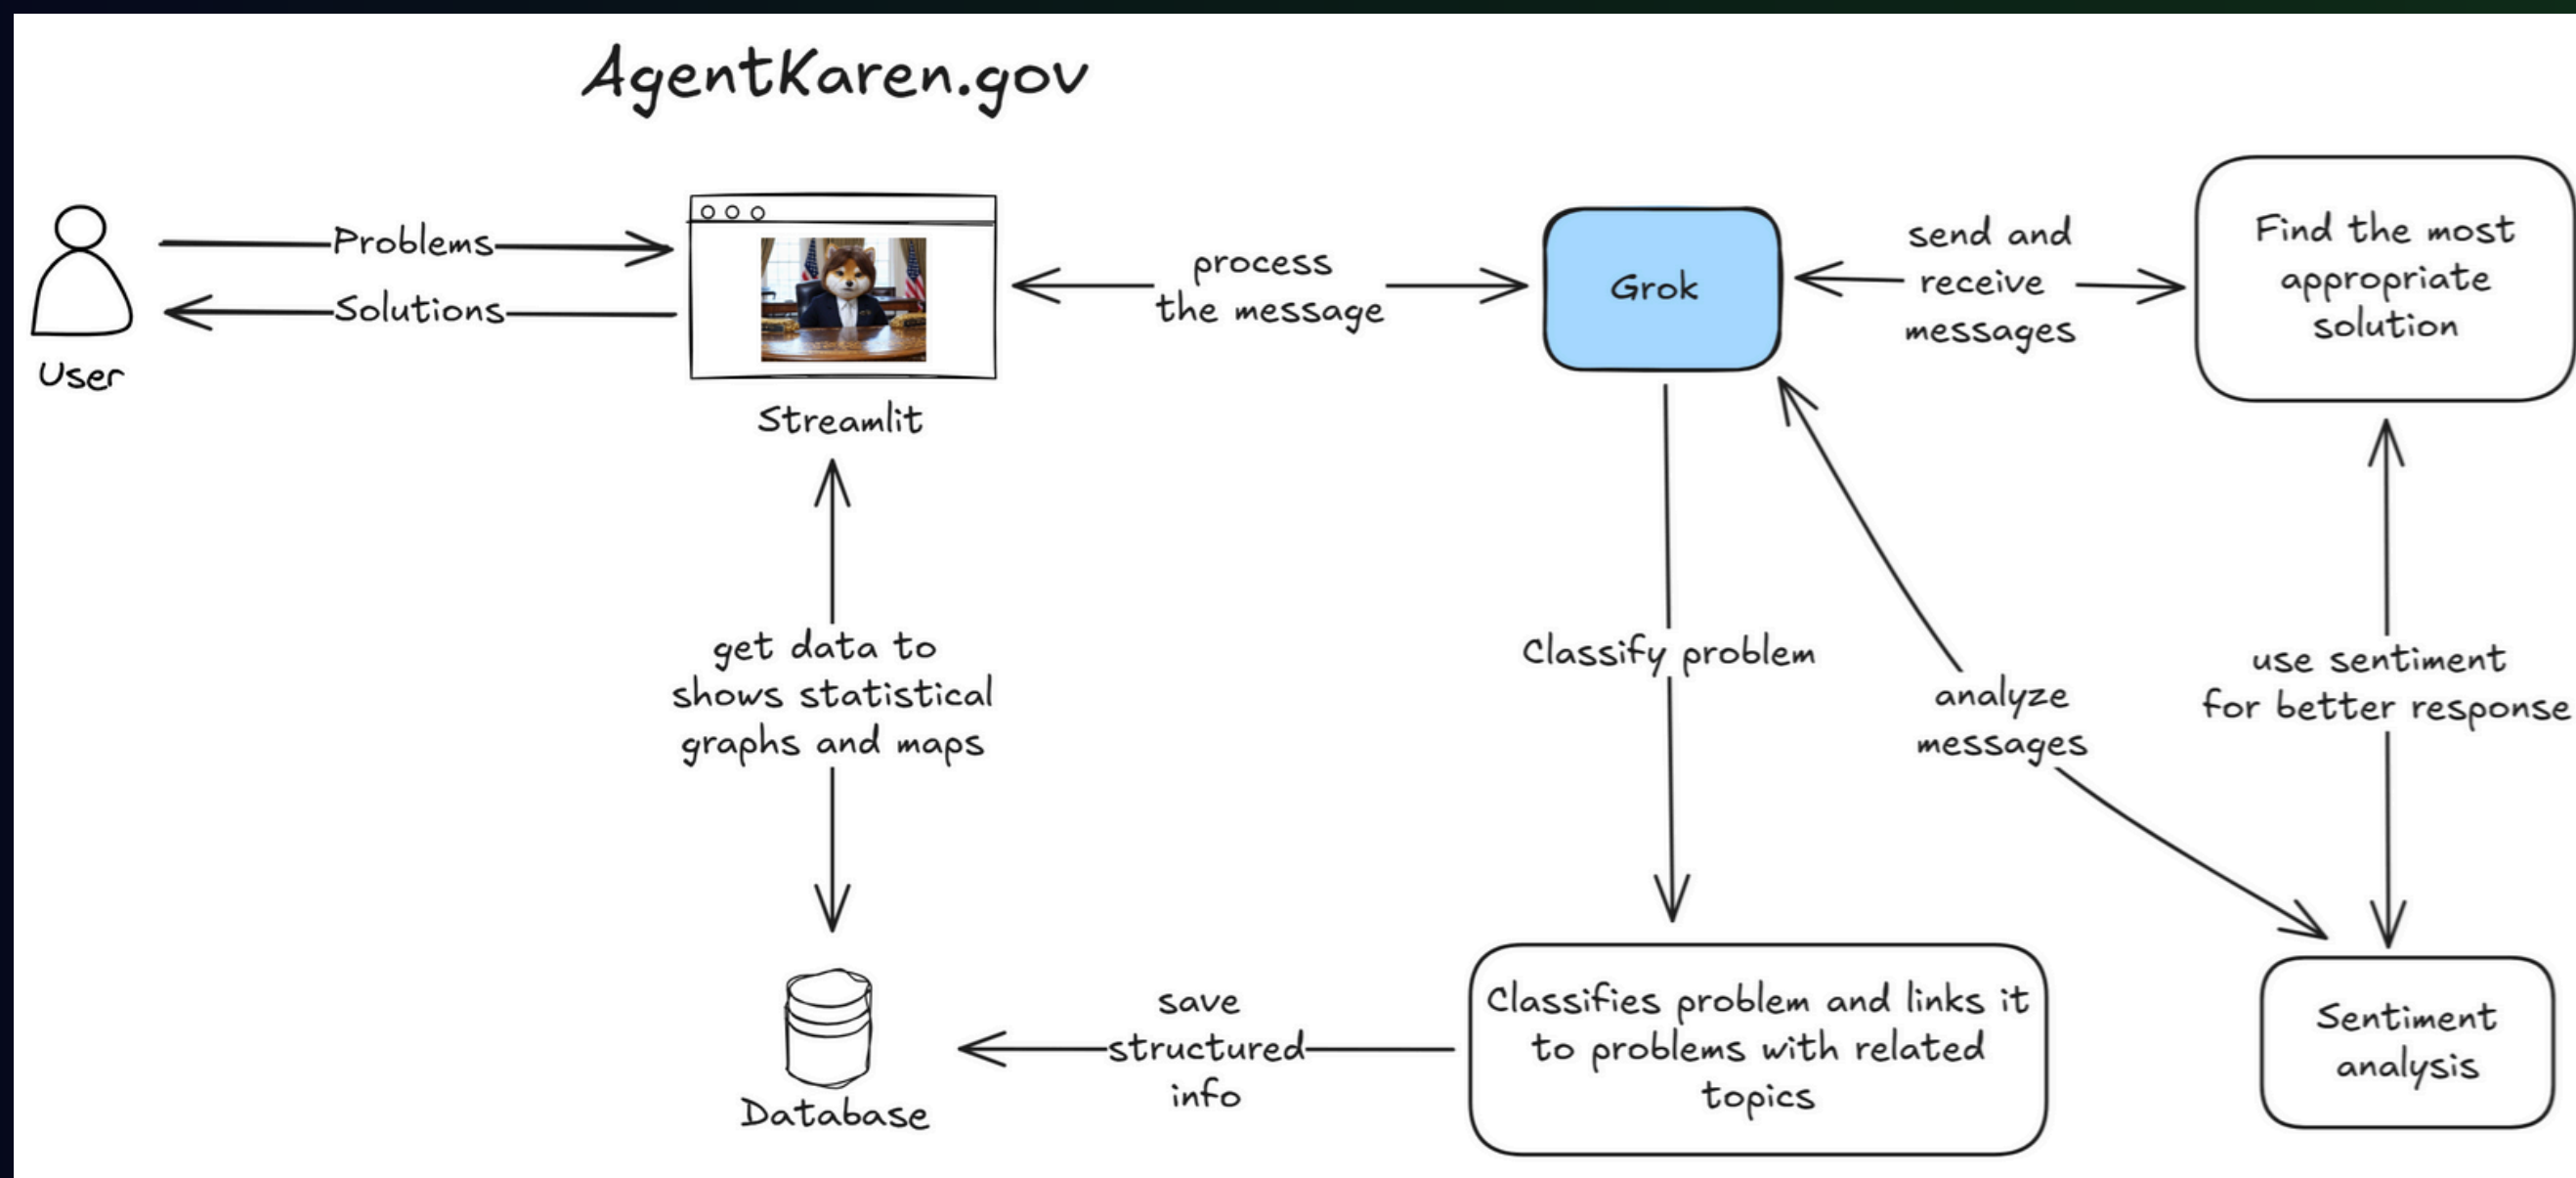 AgentKaren.gov
Problems
Solutions
User
Streamlit
process
the message
Grok
send and
receive
messages
Find the most
appropriate
solution
get data to
shows statistical
graphs and maps
Classify problem
analyze
messages
use sentiment
for better response
Database
save
structured
info
Classifies problem and links it
to problems with related
topics
Sentiment
analysis